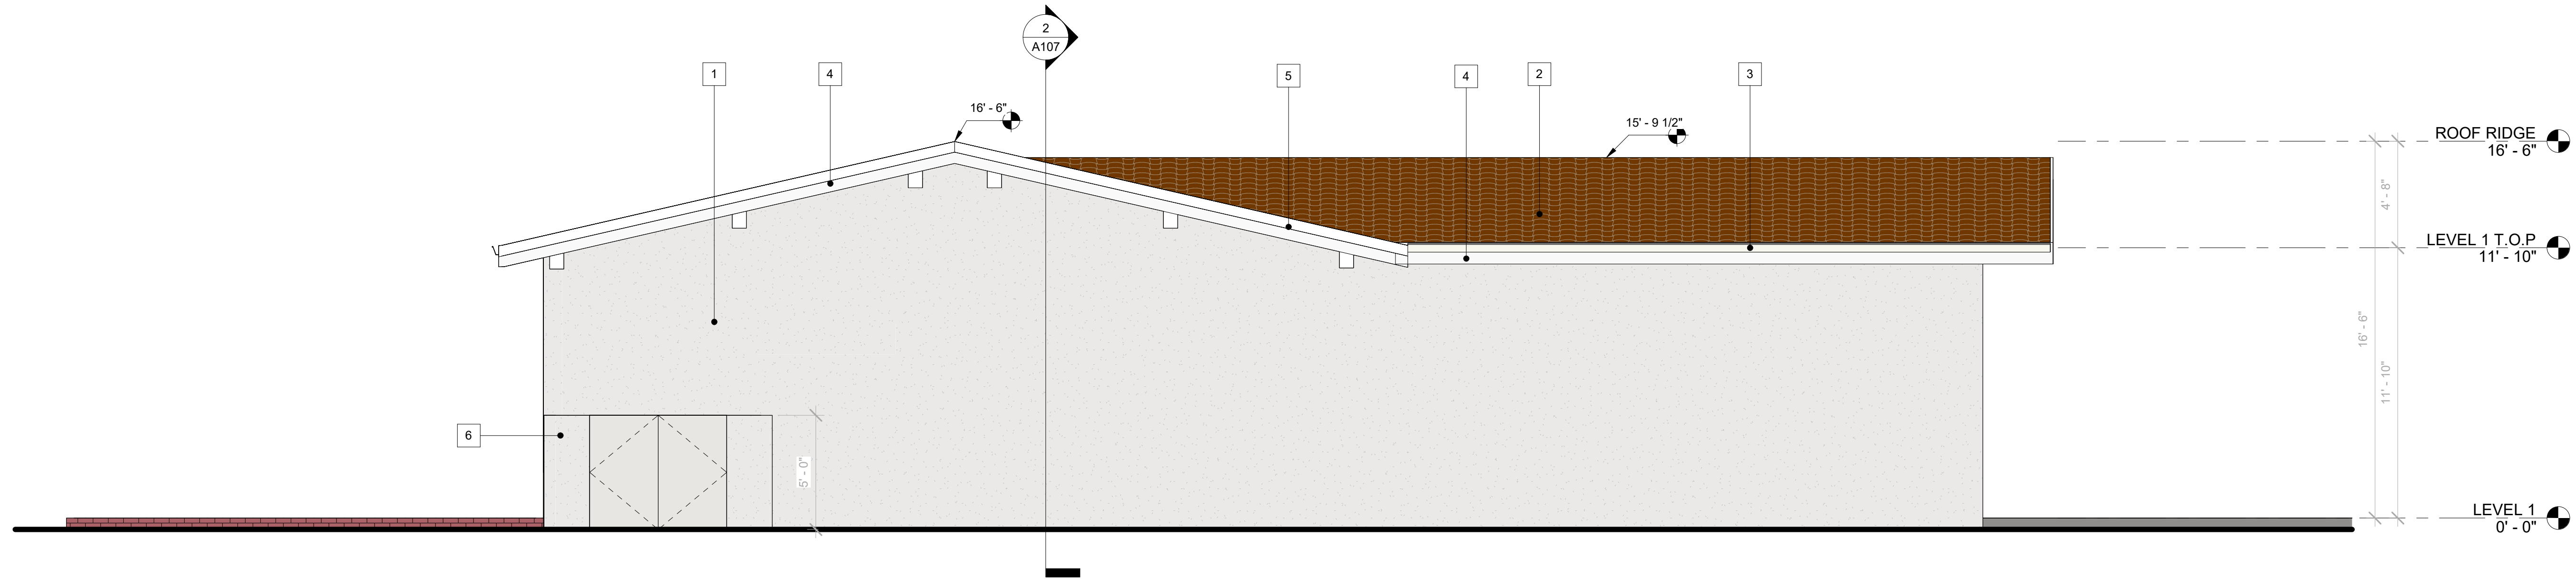 2
A107
1
4
5
4
2
3
16' - 6"
15' - 9 1/2"
ROOF RIDGE
16' - 6"
4' - 8"
LEVEL 1 T.O.P
11' - 10"
16' - 6"
11' - 10"
6
5' - 0"
LEVEL 1
0' - 0"